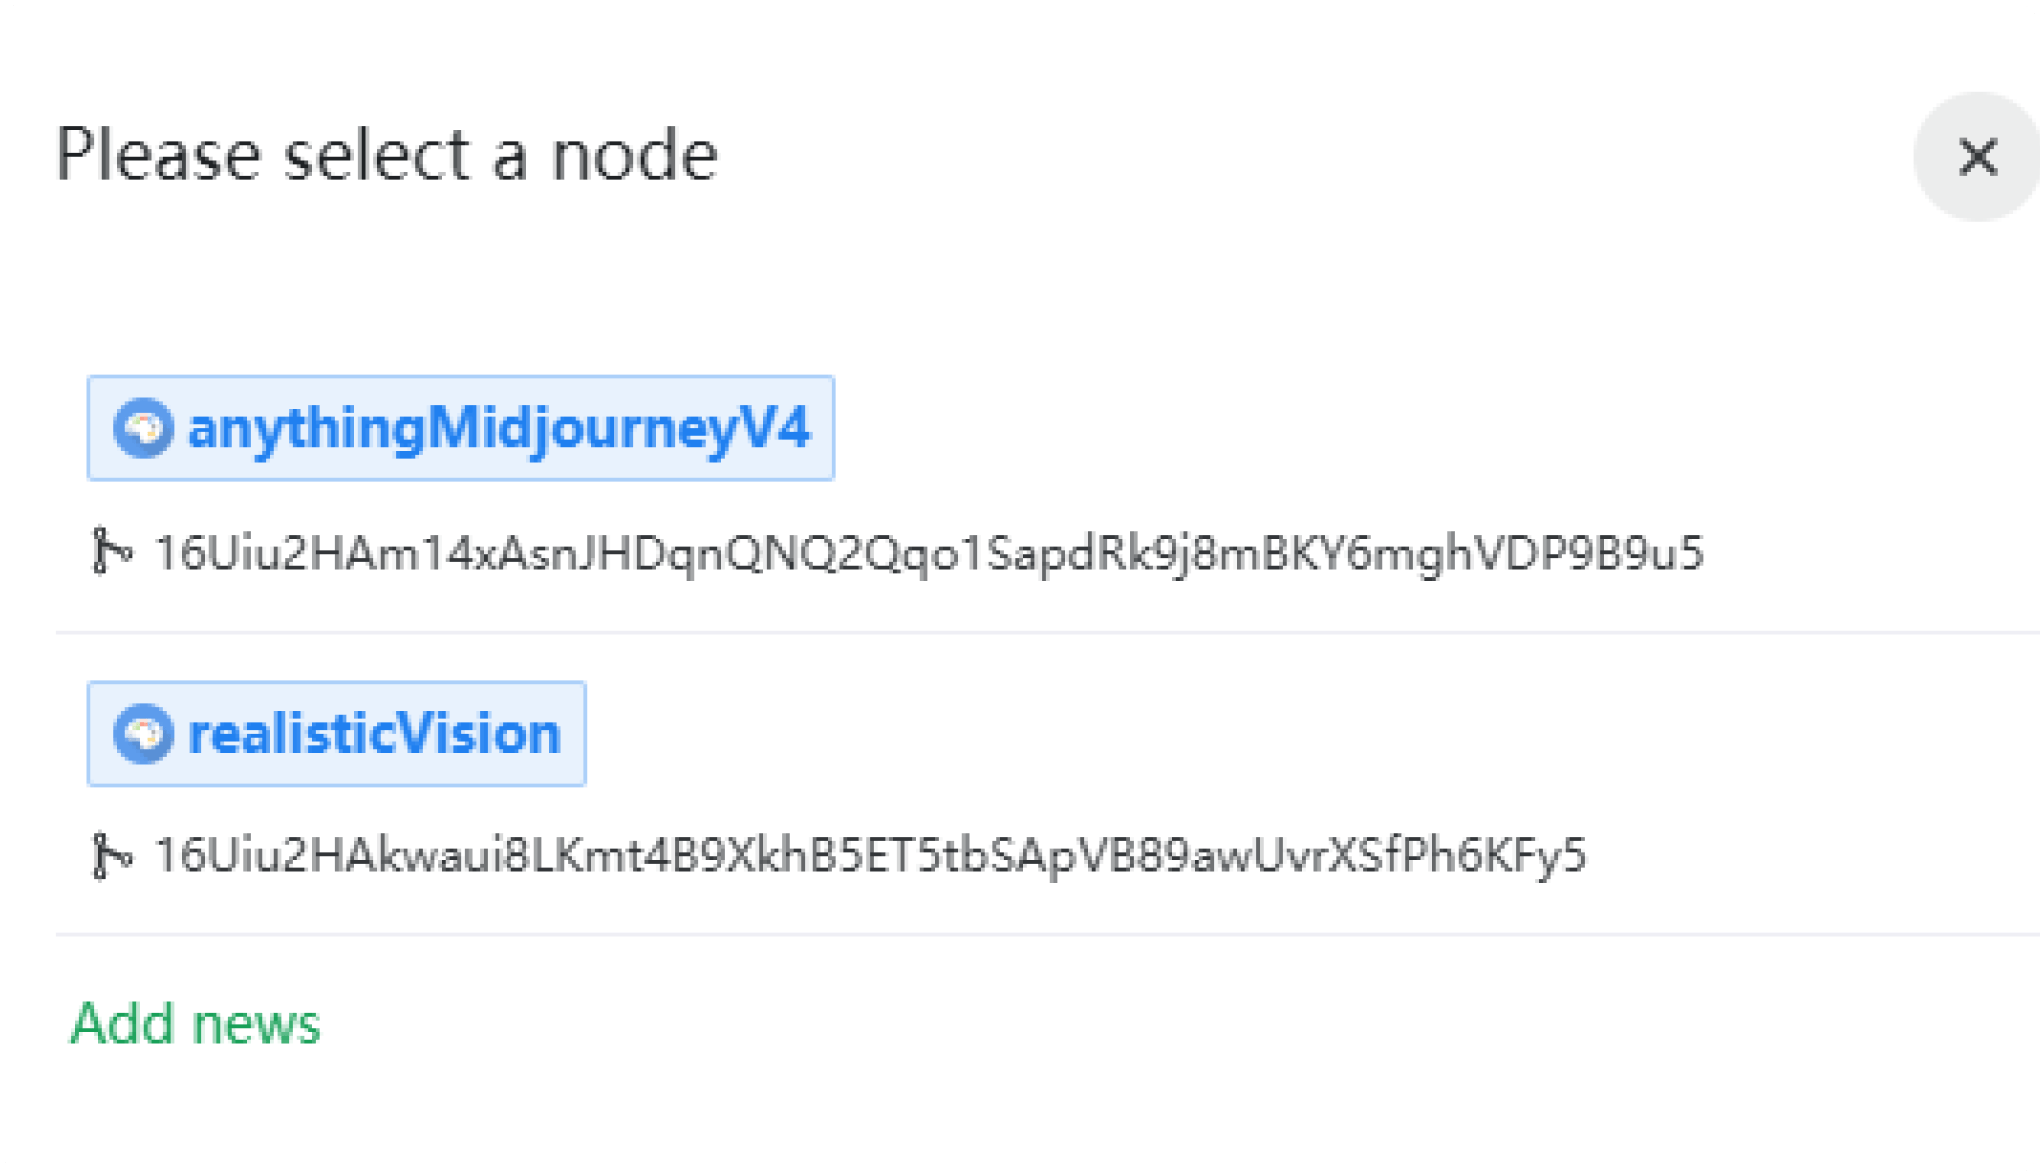 Please select a node
anythingMidjourneyV4
16Uiu2HAm14xAsnJHDqnQNQ2Qqo1SapdRk9j8mBKY6mghVDP9B9u5
realisticVision
16Uiu2HAkwaui8LKmt4B9XkhB5ET5tbSApVB89awUvrXSfPh6KFy5
Add news